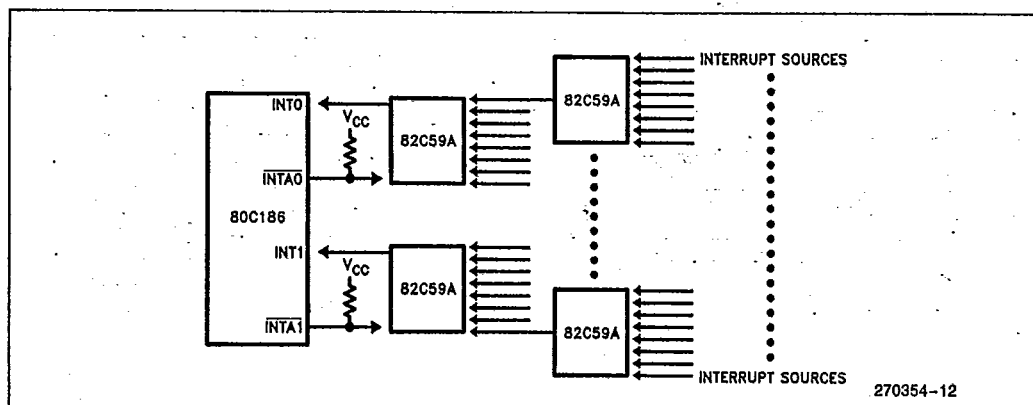 INTERRUPT SOURCES
82C59A
INT0
VCC
82C59A
INTA0
80C186
INT1
VCC
82C59A
INTA1
82C59A
INTERRUPT SOURCES
270354-12